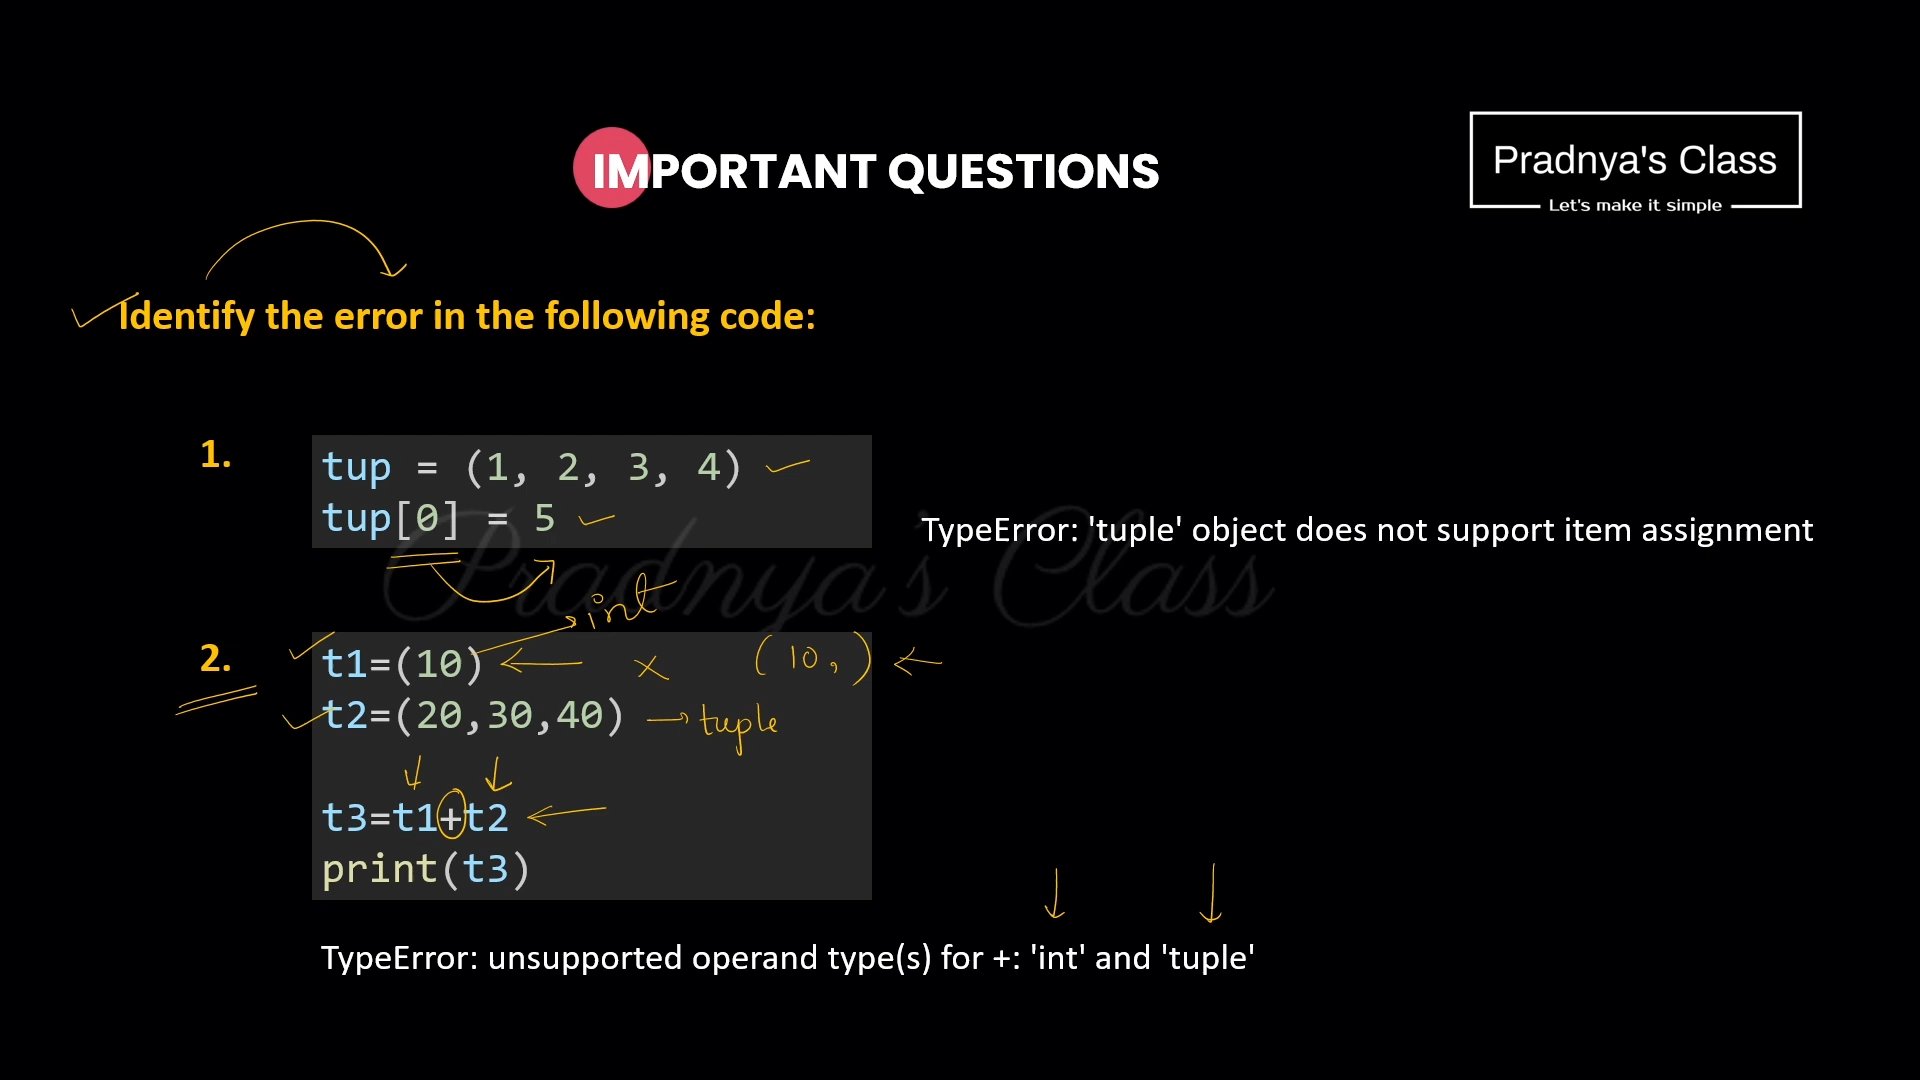 IMPORTANT QUESTIONS
Pradnya's Class
Let's make it simple
Identify the error in the following code:
1.
tup = (1, 2, 3, 4)
tup[0] = 5
TypeError: 'tuple' object does not support item assignment
Pradnya's Class
int
2.
t1=(10) x (10,)
t2=(20,30,40) → tuple
t3=t1+t2
print(t3)
TypeError: unsupported operand type(s) for +: 'int' and 'tuple'